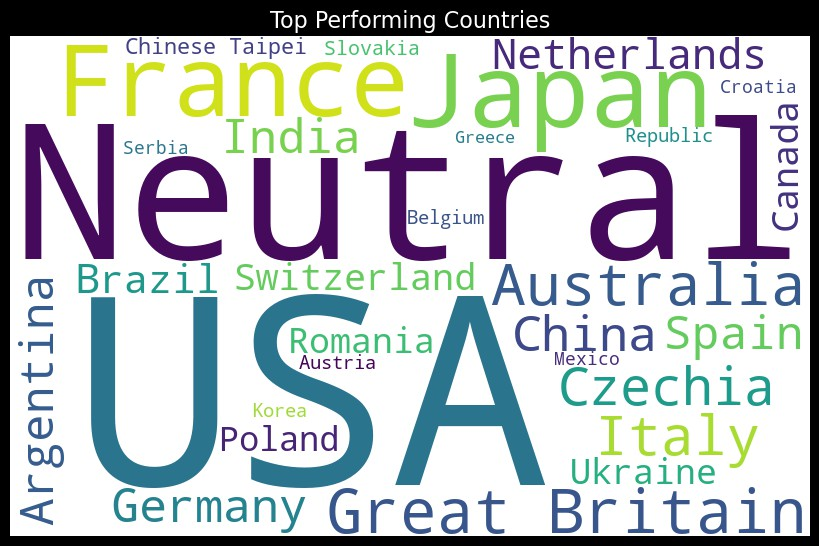 Top Performing Countries
Chinese Taipei
Slovakia
Netherlands
France
Japan
Croatia
India
Serbia
Greece
Republic
Canada
Neutral
Belgium
Brazil
Switzerland
Australia
Argentina
USA
Romania
Austria
China
Spain
Mexico
Czechia
Korea
Poland
Italy
Ukraine
Germany
Great Britain